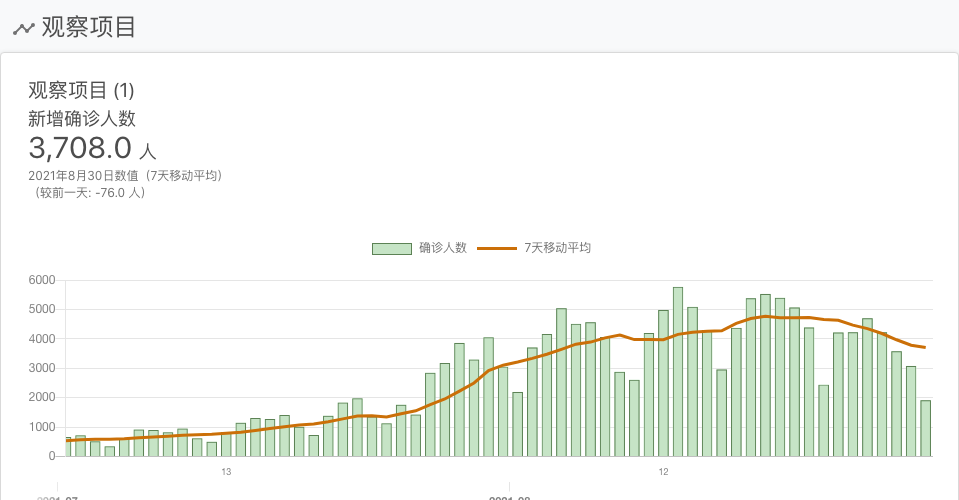 观察项目
观察项目 (1)
新增确诊人数
3,708.0 人
2021年8月30日数值（7天移动平均）
（较前一天: -76.0 人）
确诊人数 7天移动平均
6000
5000
4000
3000
2000
1000
0
13 12